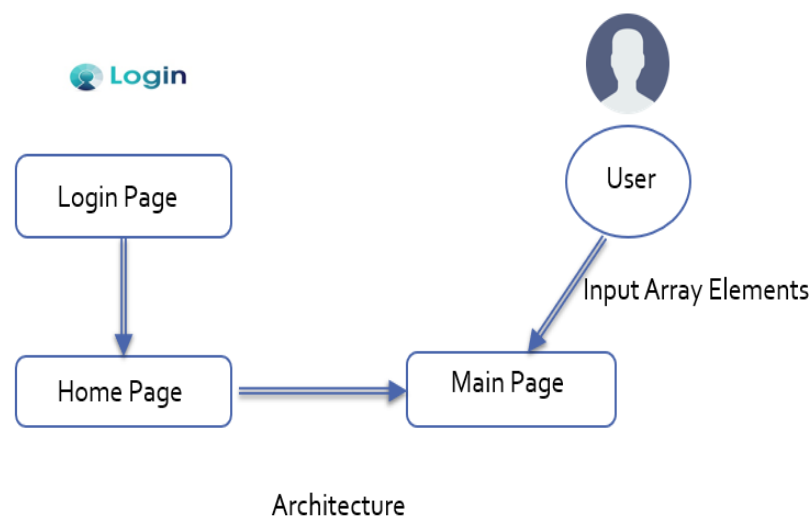 Login
Login Page
User
Input Array Elements
Home Page
Main Page
Architecture